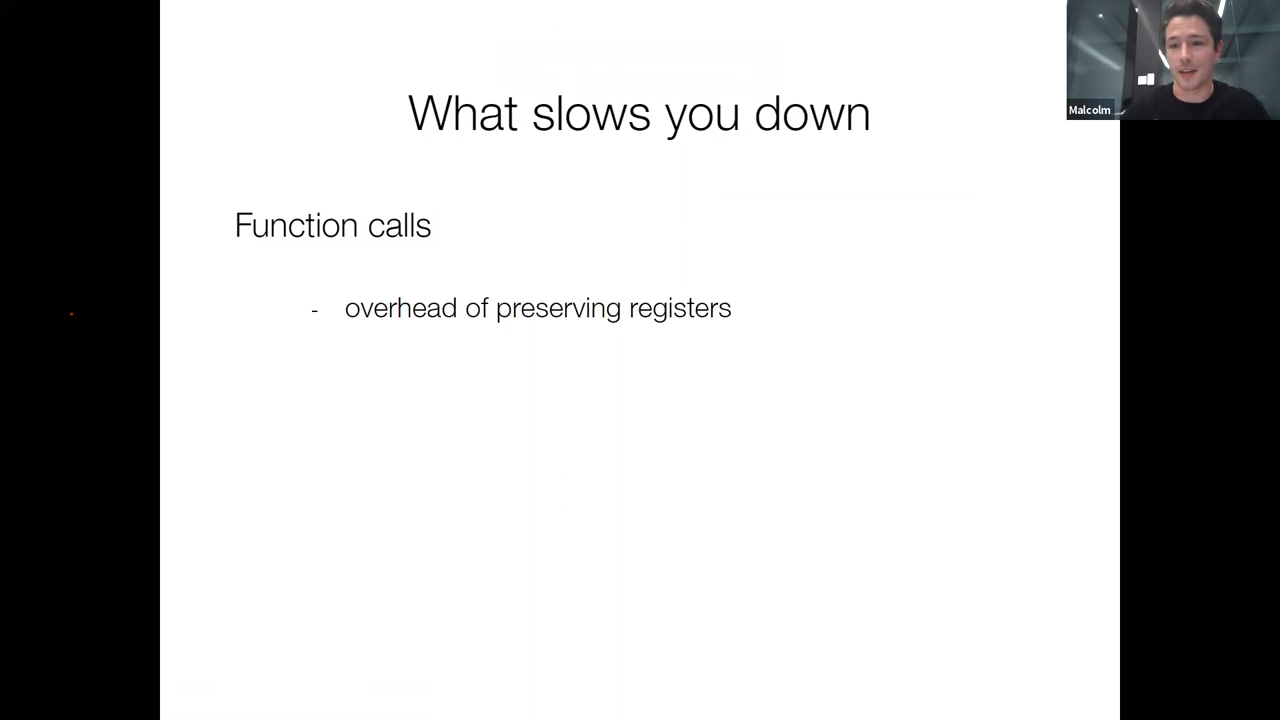 What slows you down
Malcolm
Function calls
- overhead of preserving registers